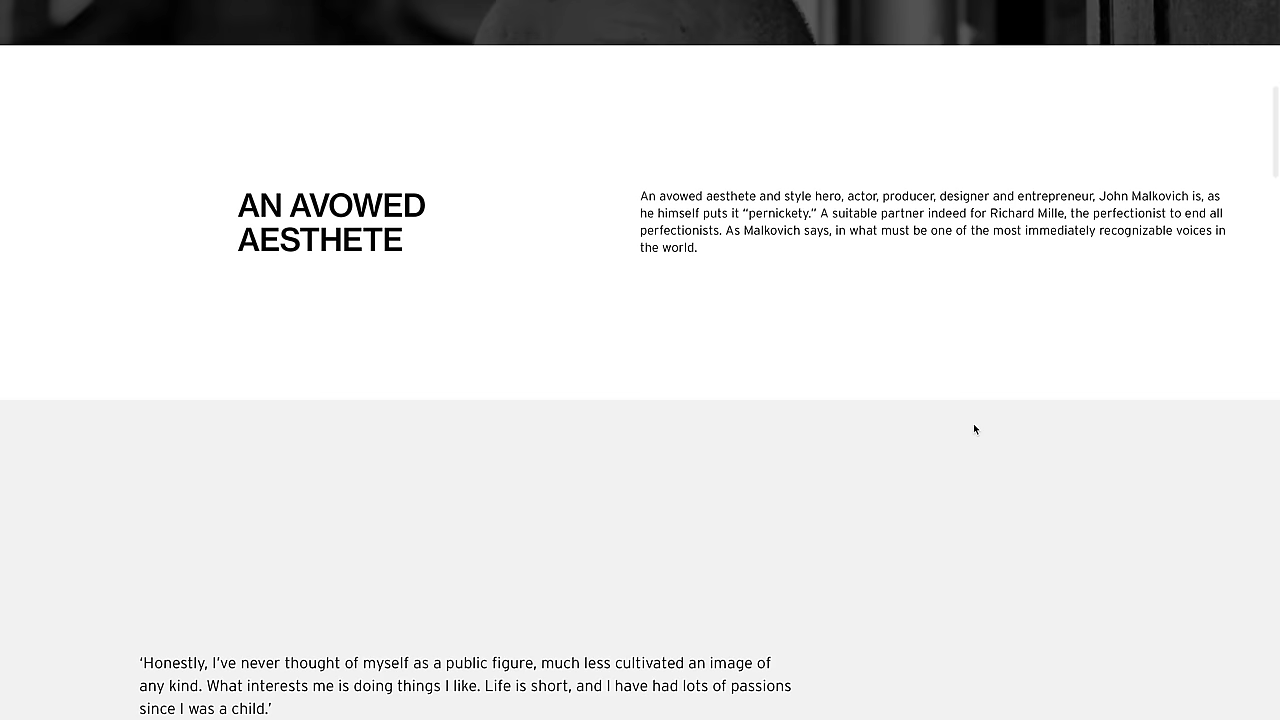 AN AVOWED
AESTHETE
An avowed aesthete and style hero, actor, producer, designer and entrepreneur, John Malkovich is, as
he himself puts it “pernickety.” A suitable partner indeed for Richard Mille, the perfectionist to end all
perfectionists. As Malkovich says, in what must be one of the most immediately recognizable voices in
the world.
‘Honestly, I’ve never thought of myself as a public figure, much less cultivated an image of
any kind. What interests me is doing things I like. Life is short, and I have had lots of passions
since I was a child.’